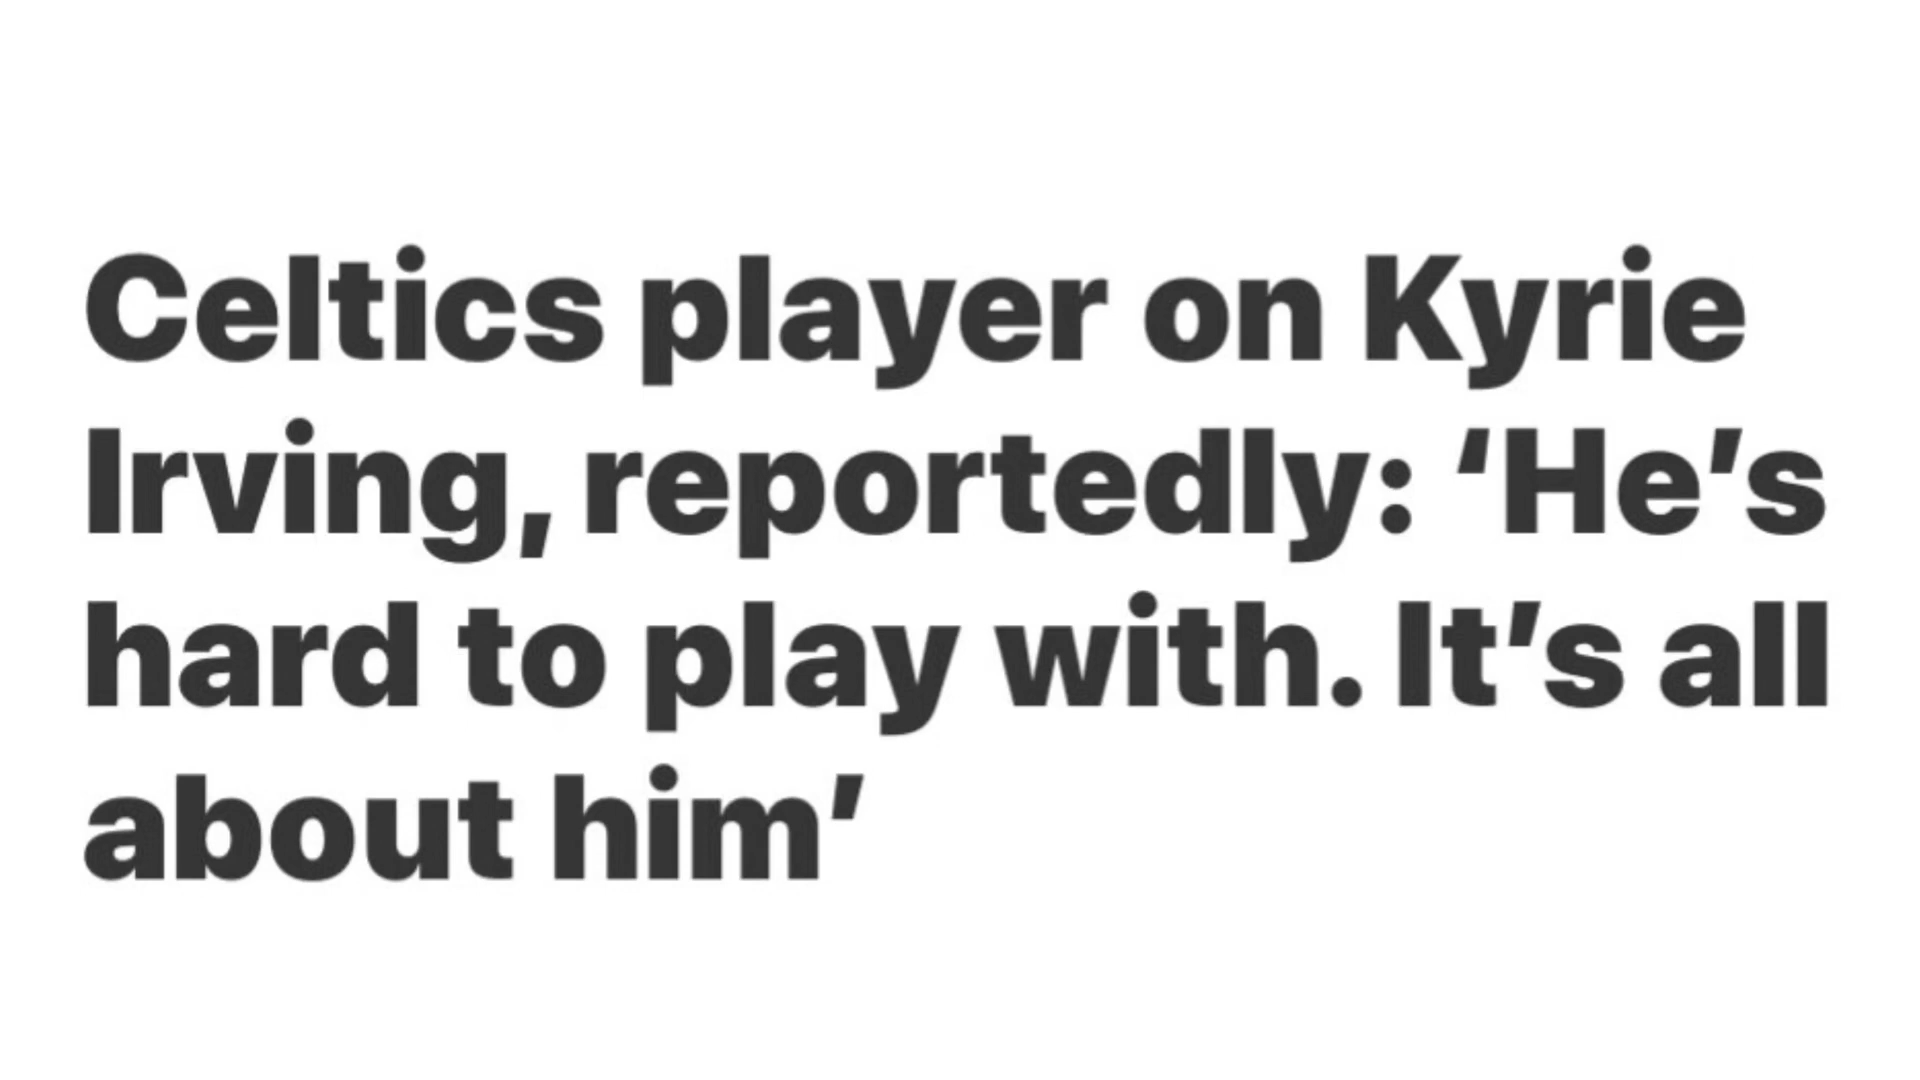 Celtics player on Kyrie
Irving, reportedly: ‘He’s
hard to play with. It’s all
about him’